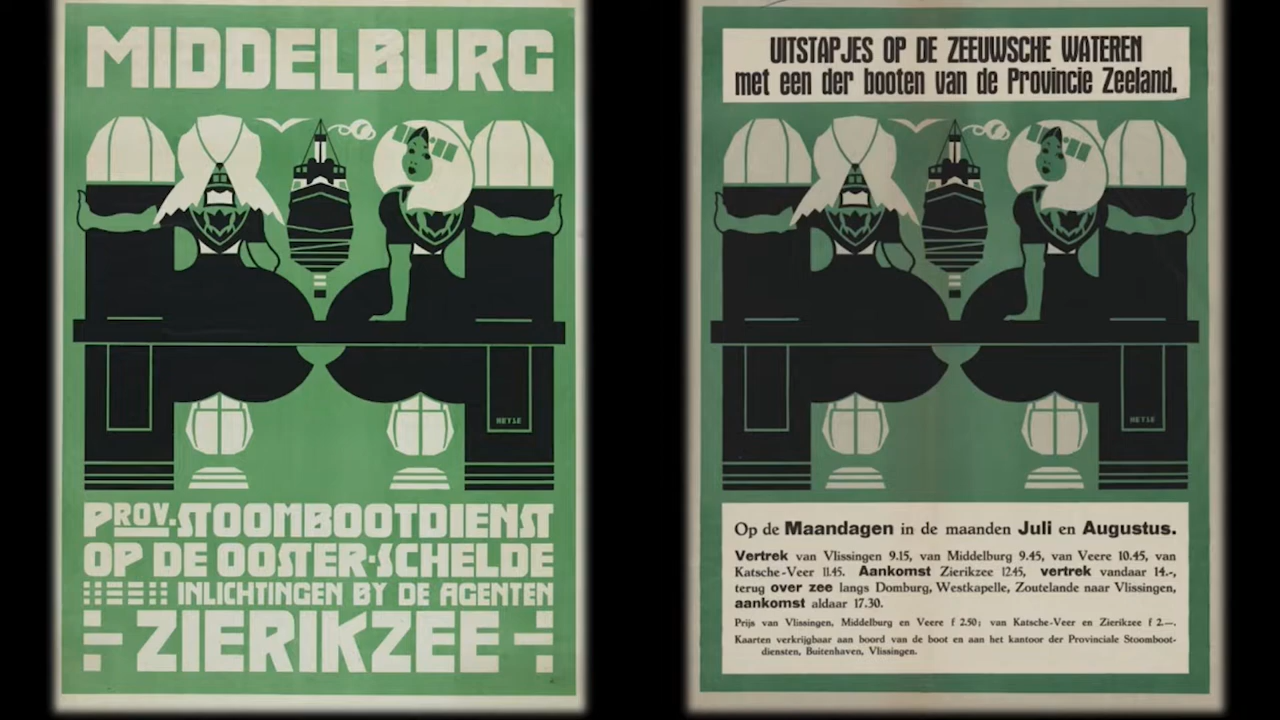 MIDDELBURG
METZE
PROV. STOOMBOOTDIENST
OP DE OOSTER-SCHELDE
INLICHTINGEN BY DE AGENTEN
ZIERIKZEE
UITSTAPJES OP DE ZEEUWSCHE WATEREN
met een der booten van de Provincie Zeeland.
METZE
Op de Maandagen in de maanden Juli en Augustus.
Vertrek van Vlissingen 9.15, van Middelburg 9.45, van Veere 10.45, van
Katsche-Veer 11.45. Aankomst Zierikzee 12.45, vertrek vandaar 14.-,
terug over zee langs Domburg, Westkapelle, Zoutelande naar Vlissingen,
aankomst aldaar 17.30.
Prijs van Vlissingen, Middelburg en Veere f 2.50; van Katsche-Veer en Zierikzee f 2.—.
Kaarten verkrijgbaar aan boord van de boot en aan het kantoor der Provinciale Stoomboot-
diensten, Buitenhaven, Vlissingen.